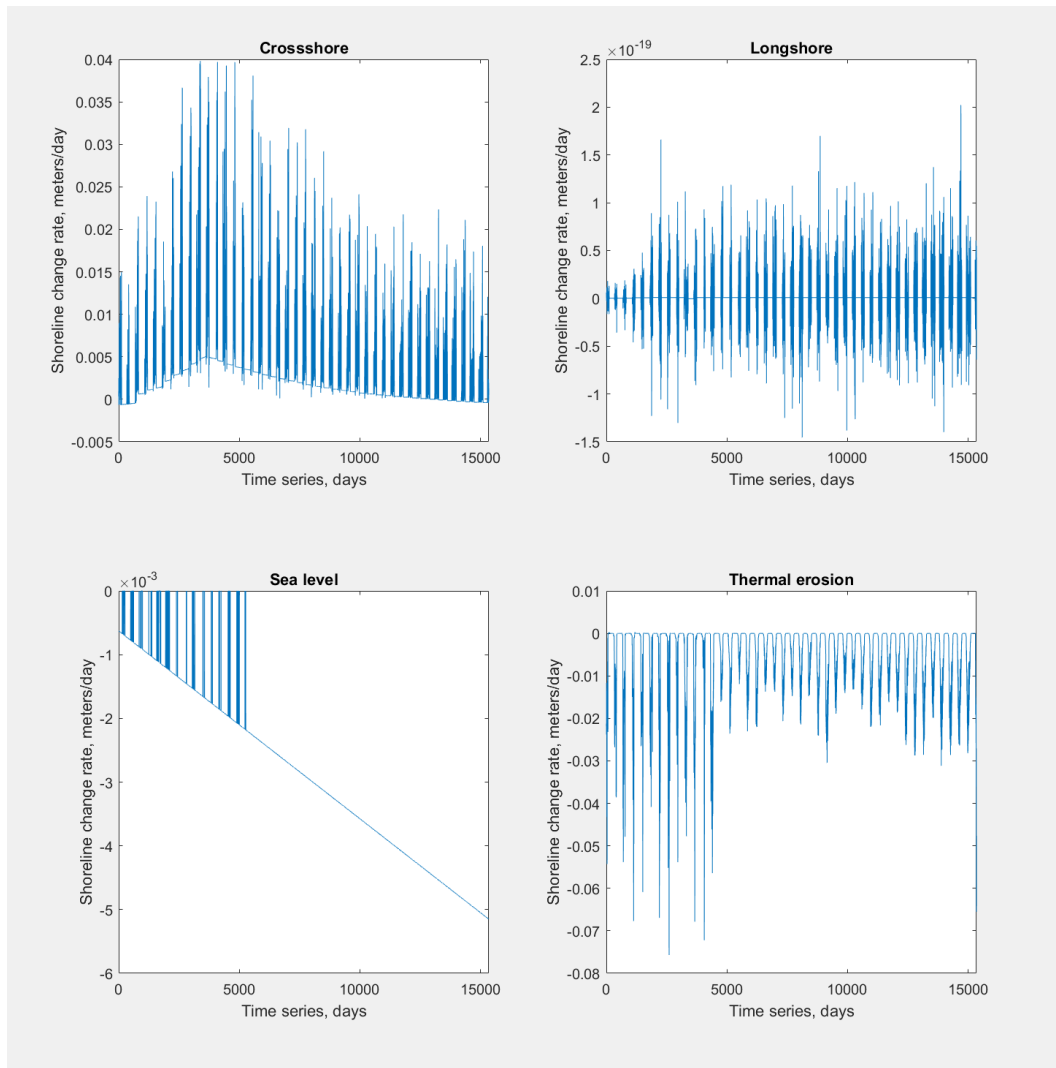 Crossshore
0.04
0.035
0.03
0.025
0.02
0.015
0.01
0.005
0
-0.005
Shoreline change rate, meters/day
0 5000 10000 15000
Time series, days
Longshore
×10^-19
2.5
2
1.5
1
0.5
0
-0.5
-1
-1.5
Shoreline change rate, meters/day
0 5000 10000 15000
Time series, days
Sea level
×10^-3
0
-1
-2
-3
-4
-5
-6
Shoreline change rate, meters/day
0 5000 10000 15000
Time series, days
Thermal erosion
0.01
0
-0.01
-0.02
-0.03
-0.04
-0.05
-0.06
-0.07
-0.08
Shoreline change rate, meters/day
0 5000 10000 15000
Time series, days